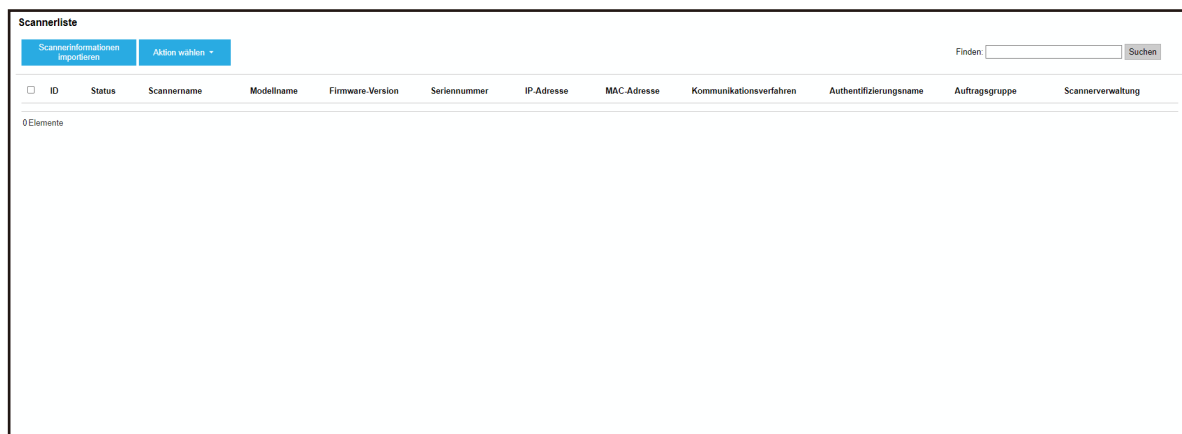 Scannerliste
Scannerinformationen
importieren
Aktion wählen
Finden: Suchen
ID Status Scannername Modellname Firmware-Version Seriennummer IP-Adresse MAC-Adresse Kommunikationsverfahren Authentifizierungsname Auftragsgruppe Scannerverwaltung
0 Elemente